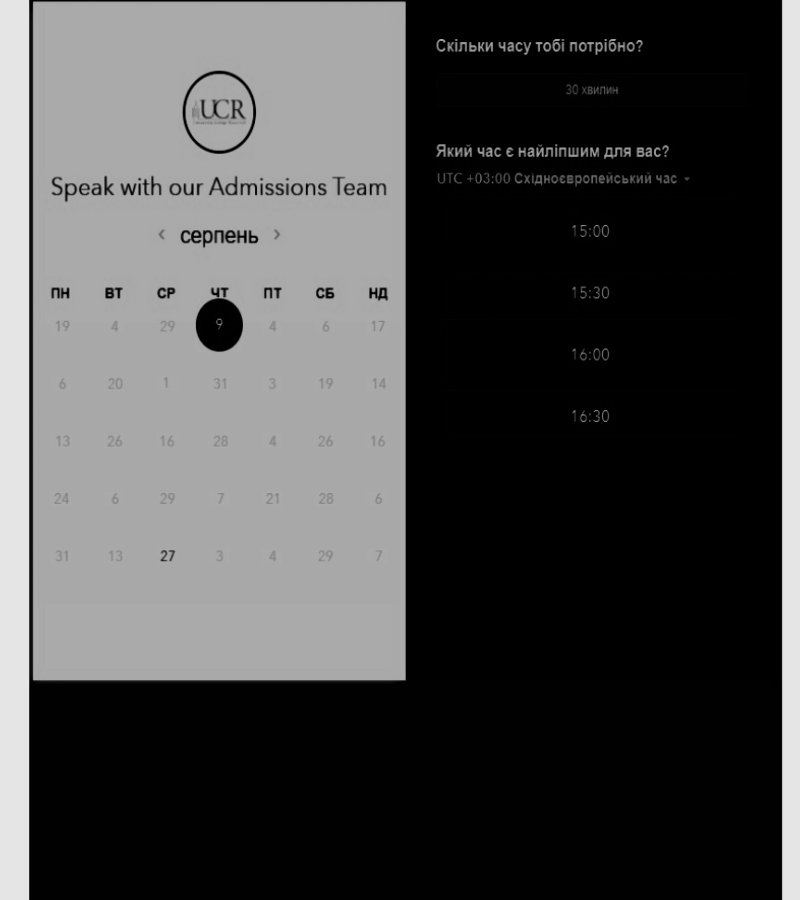 UCR
Speak with our Admissions Team
< серпень >
ПН ВТ СР ЧТ ПТ СБ НД
19 4 29 9 4 6 17
6 20 1 31 3 19 14
13 26 16 28 4 26 16
24 6 29 7 21 28 6
31 13 27 3 4 29 7
Скільки часу тобі потрібно?
30 хвилин
Який час є найліпшим для вас?
UTC +03:00 Східноєвропейський час
15:00
15:30
16:00
16:30